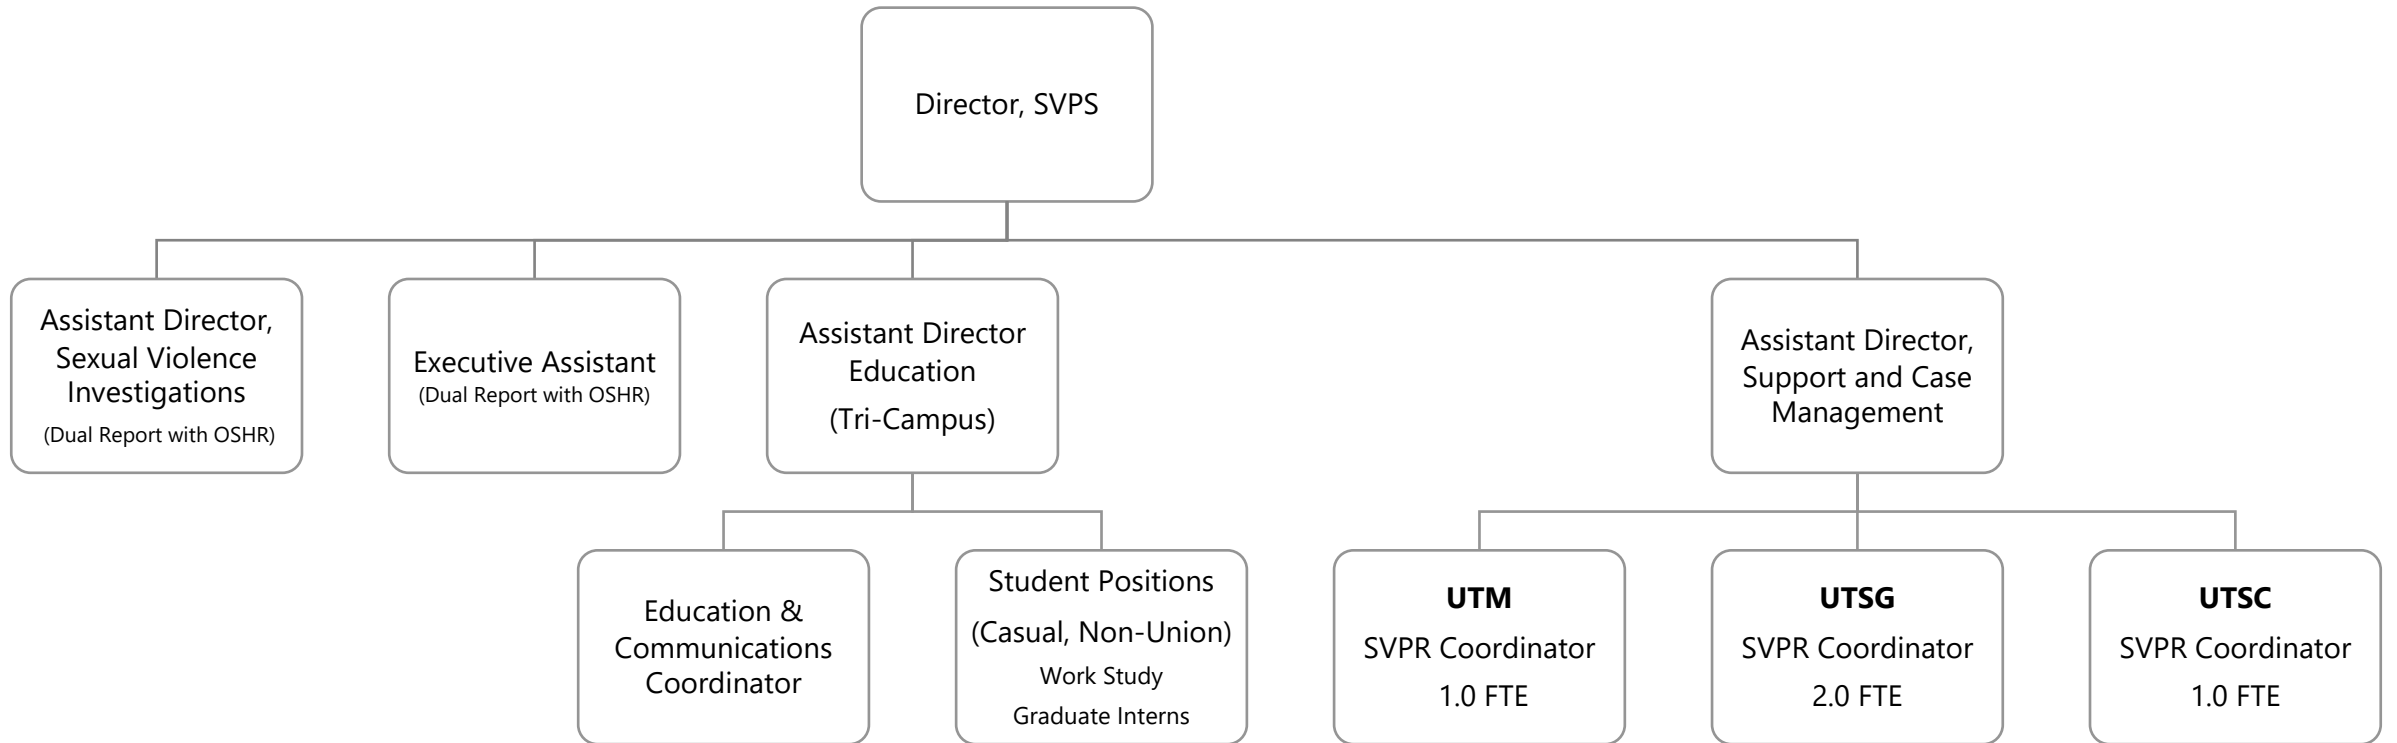 Director, SVPS
Assistant Director,
Sexual Violence
Investigations
(Dual Report with OSHR)
Executive Assistant
(Dual Report with OSHR)
Assistant Director
Education
(Tri-Campus)
Assistant Director,
Support and Case
Management
Education &
Communications
Coordinator
Student Positions
(Casual, Non-Union)
Work Study
Graduate Interns
UTM
SVPR Coordinator
1.0 FTE
UTSG
SVPR Coordinator
2.0 FTE
UTSC
SVPR Coordinator
1.0 FTE